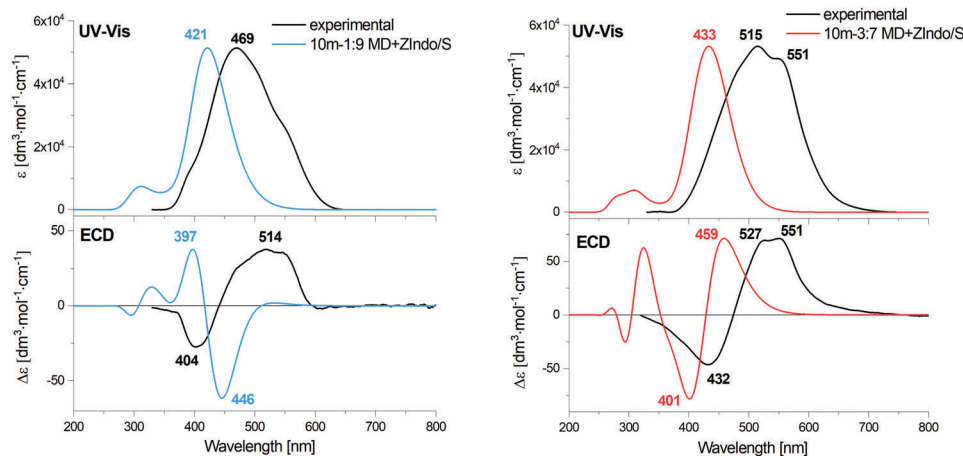 UV-Vis
experimental
10m-1:9 MD+ZIndo/S
421
469
6x10⁴
4x10⁴
2x10⁴
0
ε [dm³·mol⁻¹·cm⁻¹]
ECD
397
514
404
446
50
0
-50
Δε [dm³·mol⁻¹·cm⁻¹]
200 300 400 500 600 700 800
Wavelength [nm]
UV-Vis
experimental
10m-3:7 MD+ZIndo/S
433
515
551
6x10⁴
4x10⁴
2x10⁴
0
ε [dm³·mol⁻¹·cm⁻¹]
ECD
459
527
551
401
432
50
0
-50
Δε [dm³·mol⁻¹·cm⁻¹]
200 300 400 500 600 700 800
Wavelength [nm]